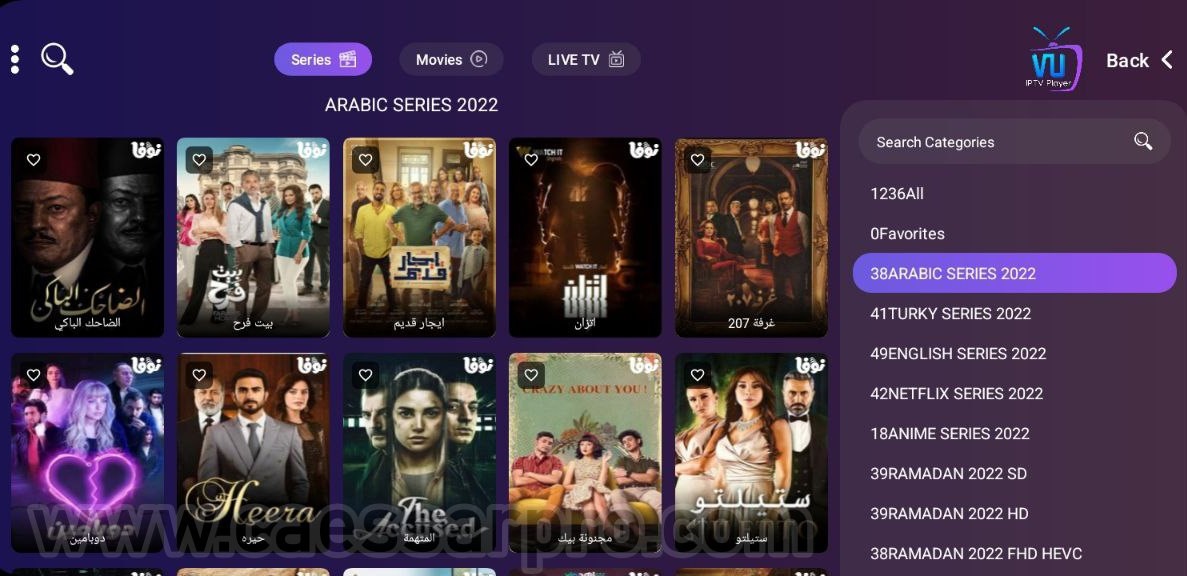 Series
Movies
LIVE TV
VU
IPTV Player
Back
ARABIC SERIES 2022
Search Categories
1236All
0Favorites
38ARABIC SERIES 2022
41TURKY SERIES 2022
49ENGLISH SERIES 2022
42NETFLIX SERIES 2022
18ANIME SERIES 2022
39RAMADAN 2022 SD
39RAMADAN 2022 HD
38RAMADAN 2022 FHD HEVC
نوفا
الضاحك الباكي
الضاحك الباكي
نوفا
بيت فرح
بيت فرح
نوفا
ايجار قديم
ايجار قديم
WATCH IT
نوفا
WATCH IT
اتزان
اتزان
نوفا
غرفة ٢٠٧
غرفة 207
نوفا
دوبامين
دوبامين
نوفا
Heera
حيره
نوفا
The
Accused
المتهمة
نوفا
CRAZY ABOUT YOU!
مجنونة بيك
نوفا
ستيلتو
ستيلتو